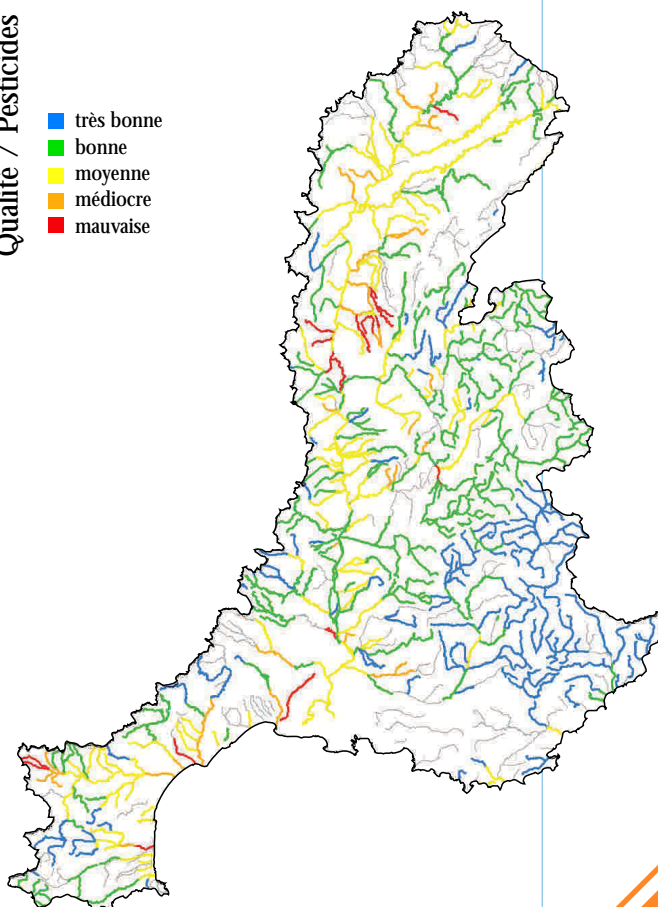 Qualité / Pesticides
très bonne
bonne
moyenne
médiocre
mauvaise